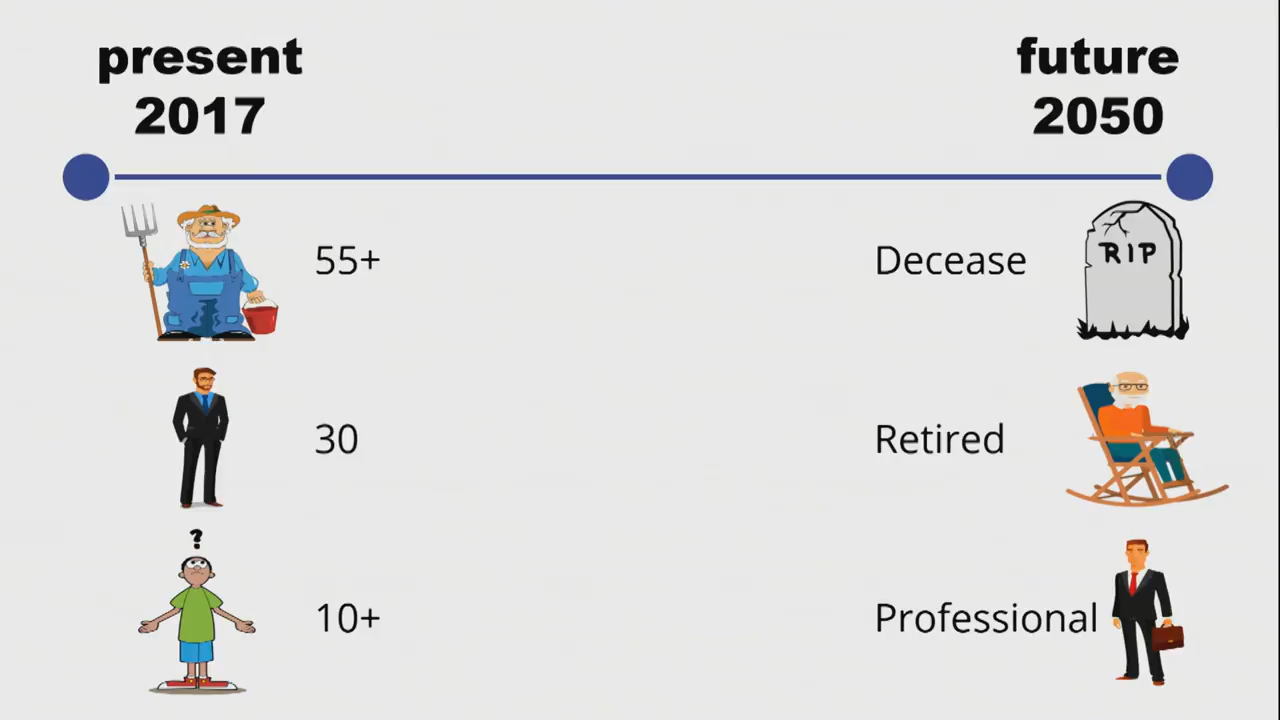 present
2017
future
2050
55+
Decease
RIP
30
Retired
?
10+
Professional